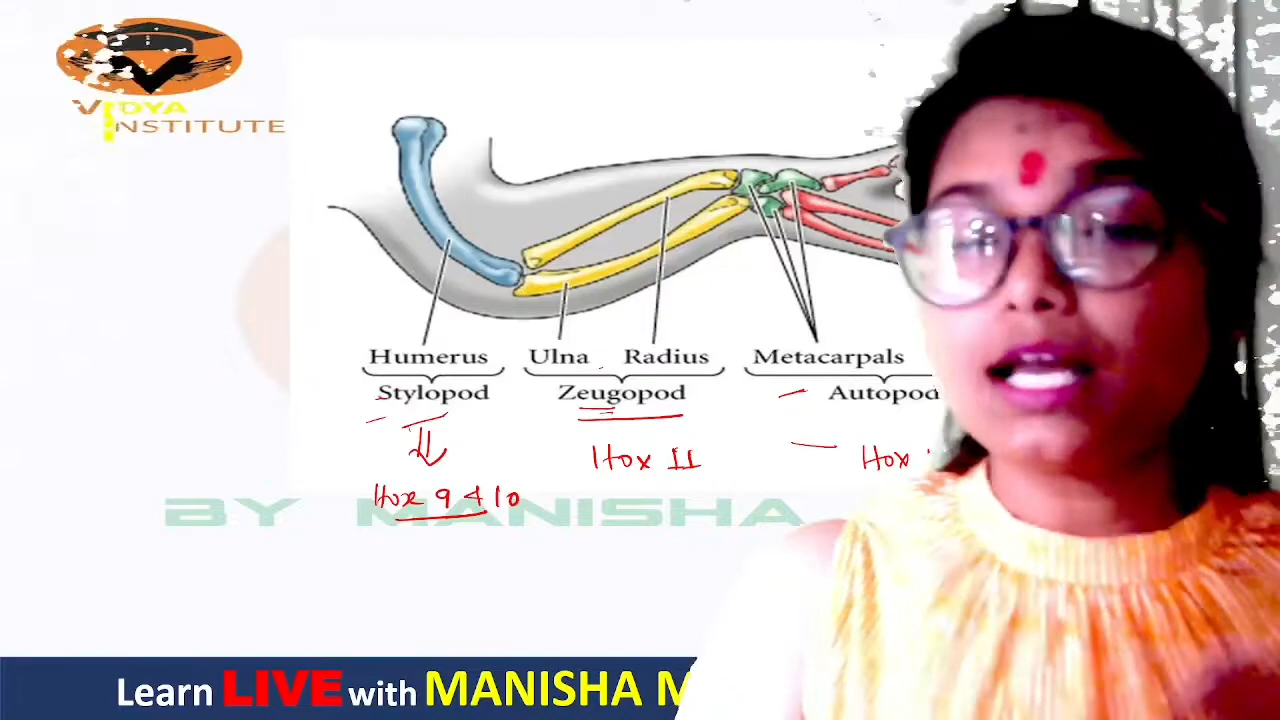 VIDYA
INSTITUTE
Humerus Ulna Radius Metacarpals
Stylopod Zeugopod Autopod
Hox 11 Hox
Hox 9 & 10
BY MANISHA
Learn LIVE with MANISHA M